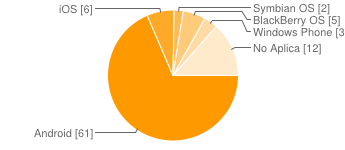 iOS [6]
Symbian OS [2]
BlackBerry OS [5]
Windows Phone [3
No Aplica [12]
Android [61]